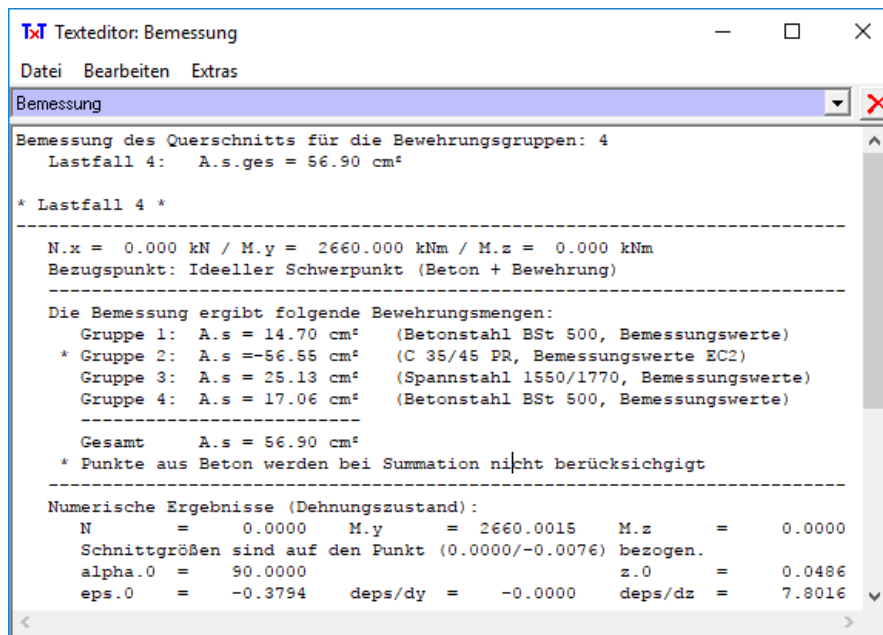 TxT Texteditor: Bemessung
Datei Bearbeiten Extras
Bemessung
Bemessung des Querschnitts für die Bewehrungsgruppen: 4
Lastfall 4: A.s.ges = 56.90 cm²
* Lastfall 4 *
--------------------------------------------------------------------------------
N.x = 0.000 kN / M.y = 2660.000 kNm / M.z = 0.000 kNm
Bezugspunkt: Ideeller Schwerpunkt (Beton + Bewehrung)
--------------------------------------------------------------------------
Die Bemessung ergibt folgende Bewehrungsmengen:
Gruppe 1: A.s = 14.70 cm² (Betonstahl BSt 500, Bemessungswerte)
* Gruppe 2: A.s =-56.55 cm² (C 35/45 PR, Bemessungswerte EC2)
Gruppe 3: A.s = 25.13 cm² (Spannstahl 1550/1770, Bemessungswerte)
Gruppe 4: A.s = 17.06 cm² (Betonstahl BSt 500, Bemessungswerte)
--------------------------
Gesamt A.s = 56.90 cm²
* Punkte aus Beton werden bei Summation nicht berücksichgigt
--------------------------------------------------------------------------
Numerische Ergebnisse (Dehnungszustand):
N = 0.0000 M.y = 2660.0015 M.z = 0.0000
Schnittgrößen sind auf den Punkt (0.0000/-0.0076) bezogen.
alpha.0 = 90.0000 z.0 = 0.0486
eps.0 = -0.3794 deps/dy = -0.0000 deps/dz = 7.8016